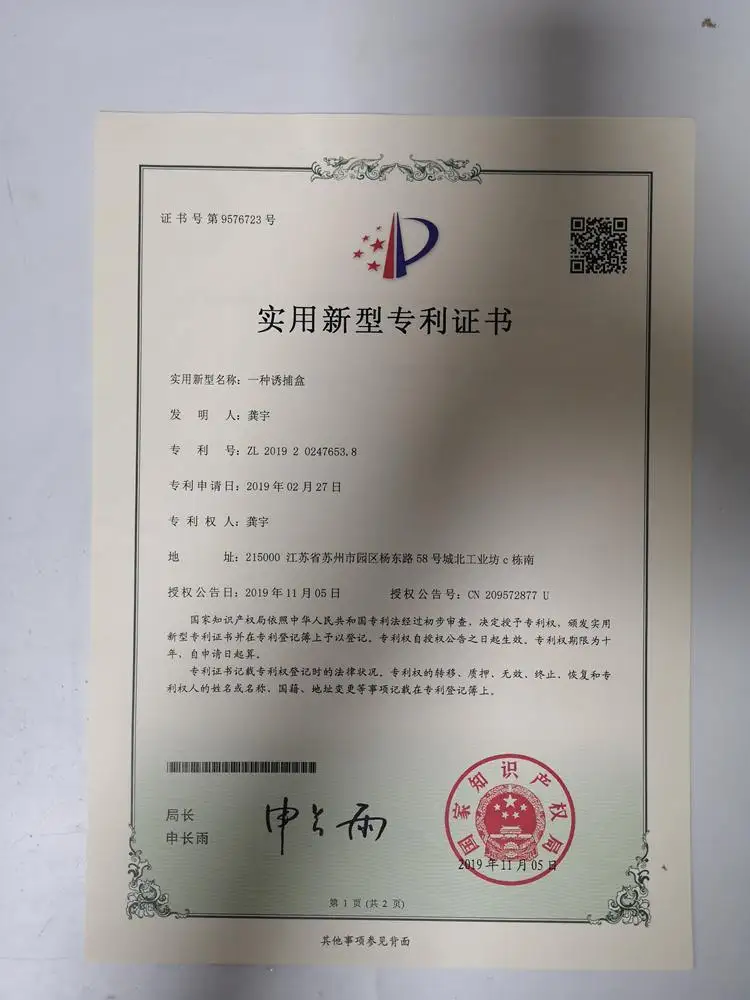 证书号第9576723号
实用新型专利证书
实用新型名称：一种诱捕盒
发明人：龚宇
专利号：ZL 2019 2 0247653.8
专利申请日：2019年02月27日
专利权人：龚宇
地址：215000 江苏省苏州市园区杨东路58号城北工业坊c栋南
授权公告日：2019年11月05日 授权公告号：CN 209572877 U
国家知识产权局依照中华人民共和国专利法经过初步审查，决定授予专利权，颁发实用
新型专利证书并在专利登记簿上予以登记。专利权自授权公告之日起生效。专利权期限为十
年，自申请日起算。
专利证书记载专利权登记时的法律状况。专利权的转移、质押、无效、终止、恢复和专
利权人的姓名或名称、国籍、地址变更等事项记载在专利登记簿上。
局长
申长雨
申长雨
国家知识产权局
2019年11月05日
第1页(共2页)
其他事项参见背面